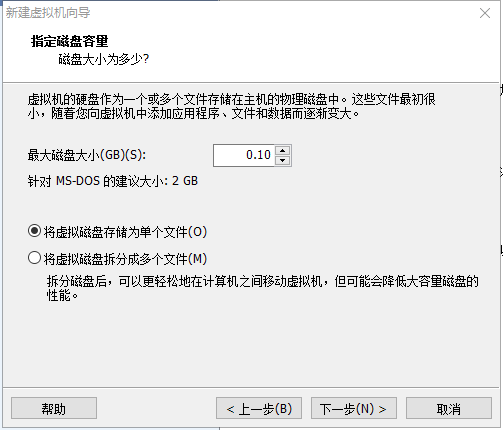 新建虚拟机向导
指定磁盘容量
磁盘大小为多少?
虚拟机的硬盘作为一个或多个文件存储在主机的物理磁盘中。这些文件最初很
小，随着您向虚拟机中添加应用程序、文件和数据而逐渐变大。
最大磁盘大小(GB)(S): 0.10
针对 MS-DOS 的建议大小: 2 GB
将虚拟磁盘存储为单个文件(O)
将虚拟磁盘拆分成多个文件(M)
拆分磁盘后，可以更轻松地在计算机之间移动虚拟机，但可能会降低大容量磁盘的
性能。
帮助 < 上一步(B) 下一步(N) > 取消